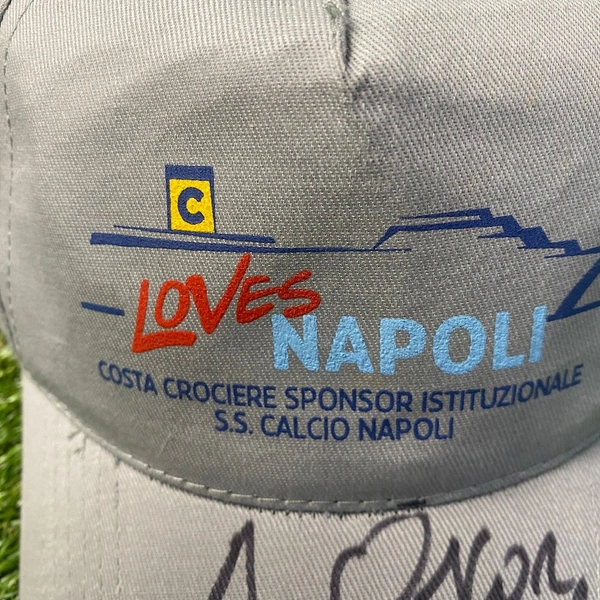 C
LOVES
NAPOLI
COSTA CROCIERE SPONSOR ISTITUZIONALE
S.S. CALCIO NAPOLI